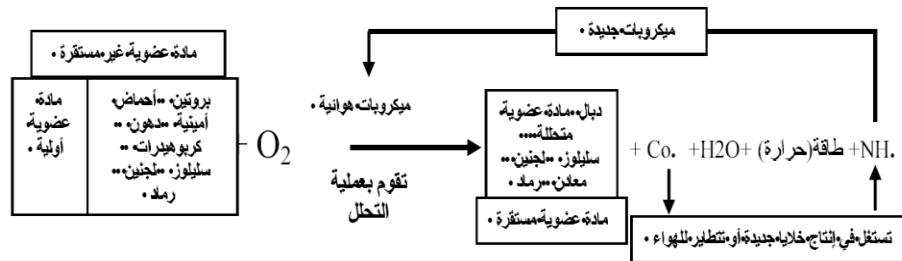 ميكروبات جديدة •
مادة عضوية غير مستقرة •
مادة
عضوية
أولية •
بروتين •• أحماض
أمينية •• دهون ••
كربوهيدرات ••
سليلوز •• لجنين ••
رماد •
- O2
ميكروبات هوائية •
تقوم بعملية
التحلل
دبال •• مادة عضوية
متحللة ••••
سليلوز •• لجنين ••
معادن •• رماد •
مادة عضوية مستقرة •
+ Co. +H2O+ طاقة(حرارة) +NH.
تستغل في إنتاج خلايا جديدة أو تتطاير للهواء •